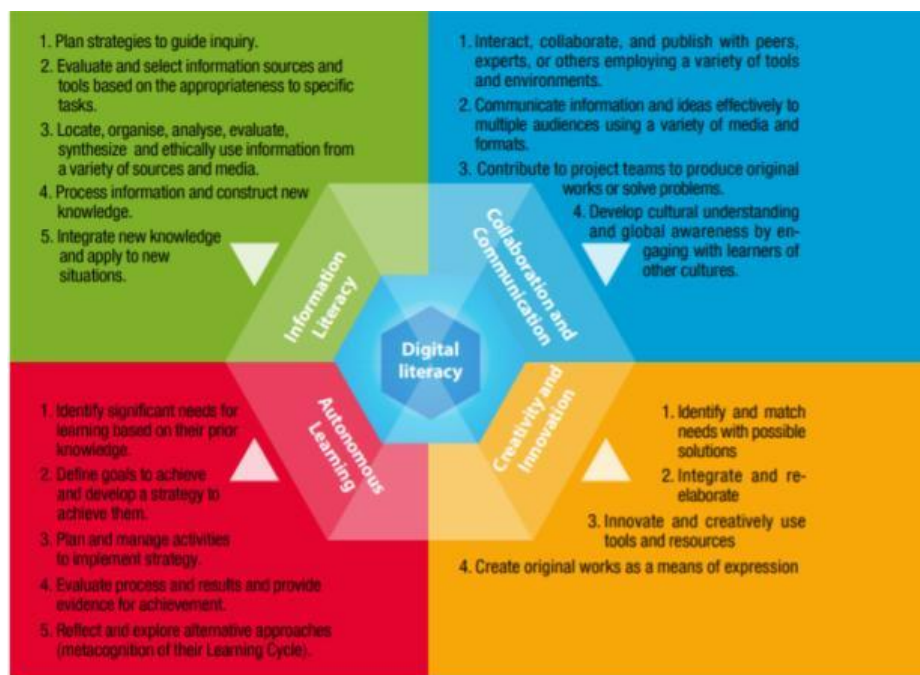 1. Plan strategies to guide inquiry.
2. Evaluate and select information sources and
tools based on the appropriateness to specific
tasks.
3. Locate, organise, analyse, evaluate,
synthesize and ethically use information from
a variety of sources and media.
4. Process information and construct new
knowledge.
5. Integrate new knowledge
and apply to new
situations.
1. Interact, collaborate, and publish with peers,
experts, or others employing a variety of tools
and environments.
2. Communicate information and ideas effectively to
multiple audiences using a variety of media and
formats.
3. Contribute to project teams to produce original
works or solve problems.
4. Develop cultural understanding
and global awareness by en-
gaging with learners of
other cultures.
Information
Literacy
Collaboration and
Communication
Digital
literacy
Autonomous
Learning
Creativity and
Innovation
1. Identify significant needs for
learning based on their prior
knowledge.
2. Define goals to achieve
and develop a strategy to
achieve them.
3. Plan and manage activities
to implement strategy.
4. Evaluate process and results and provide
evidence for achievement.
5. Reflect and explore alternative approaches
(metacognition of their Learning Cycle).
1. Identify and match
needs with possible
solutions
2. Integrate and re-
elaborate
3. Innovate and creatively use
tools and resources
4. Create original works as a means of expression